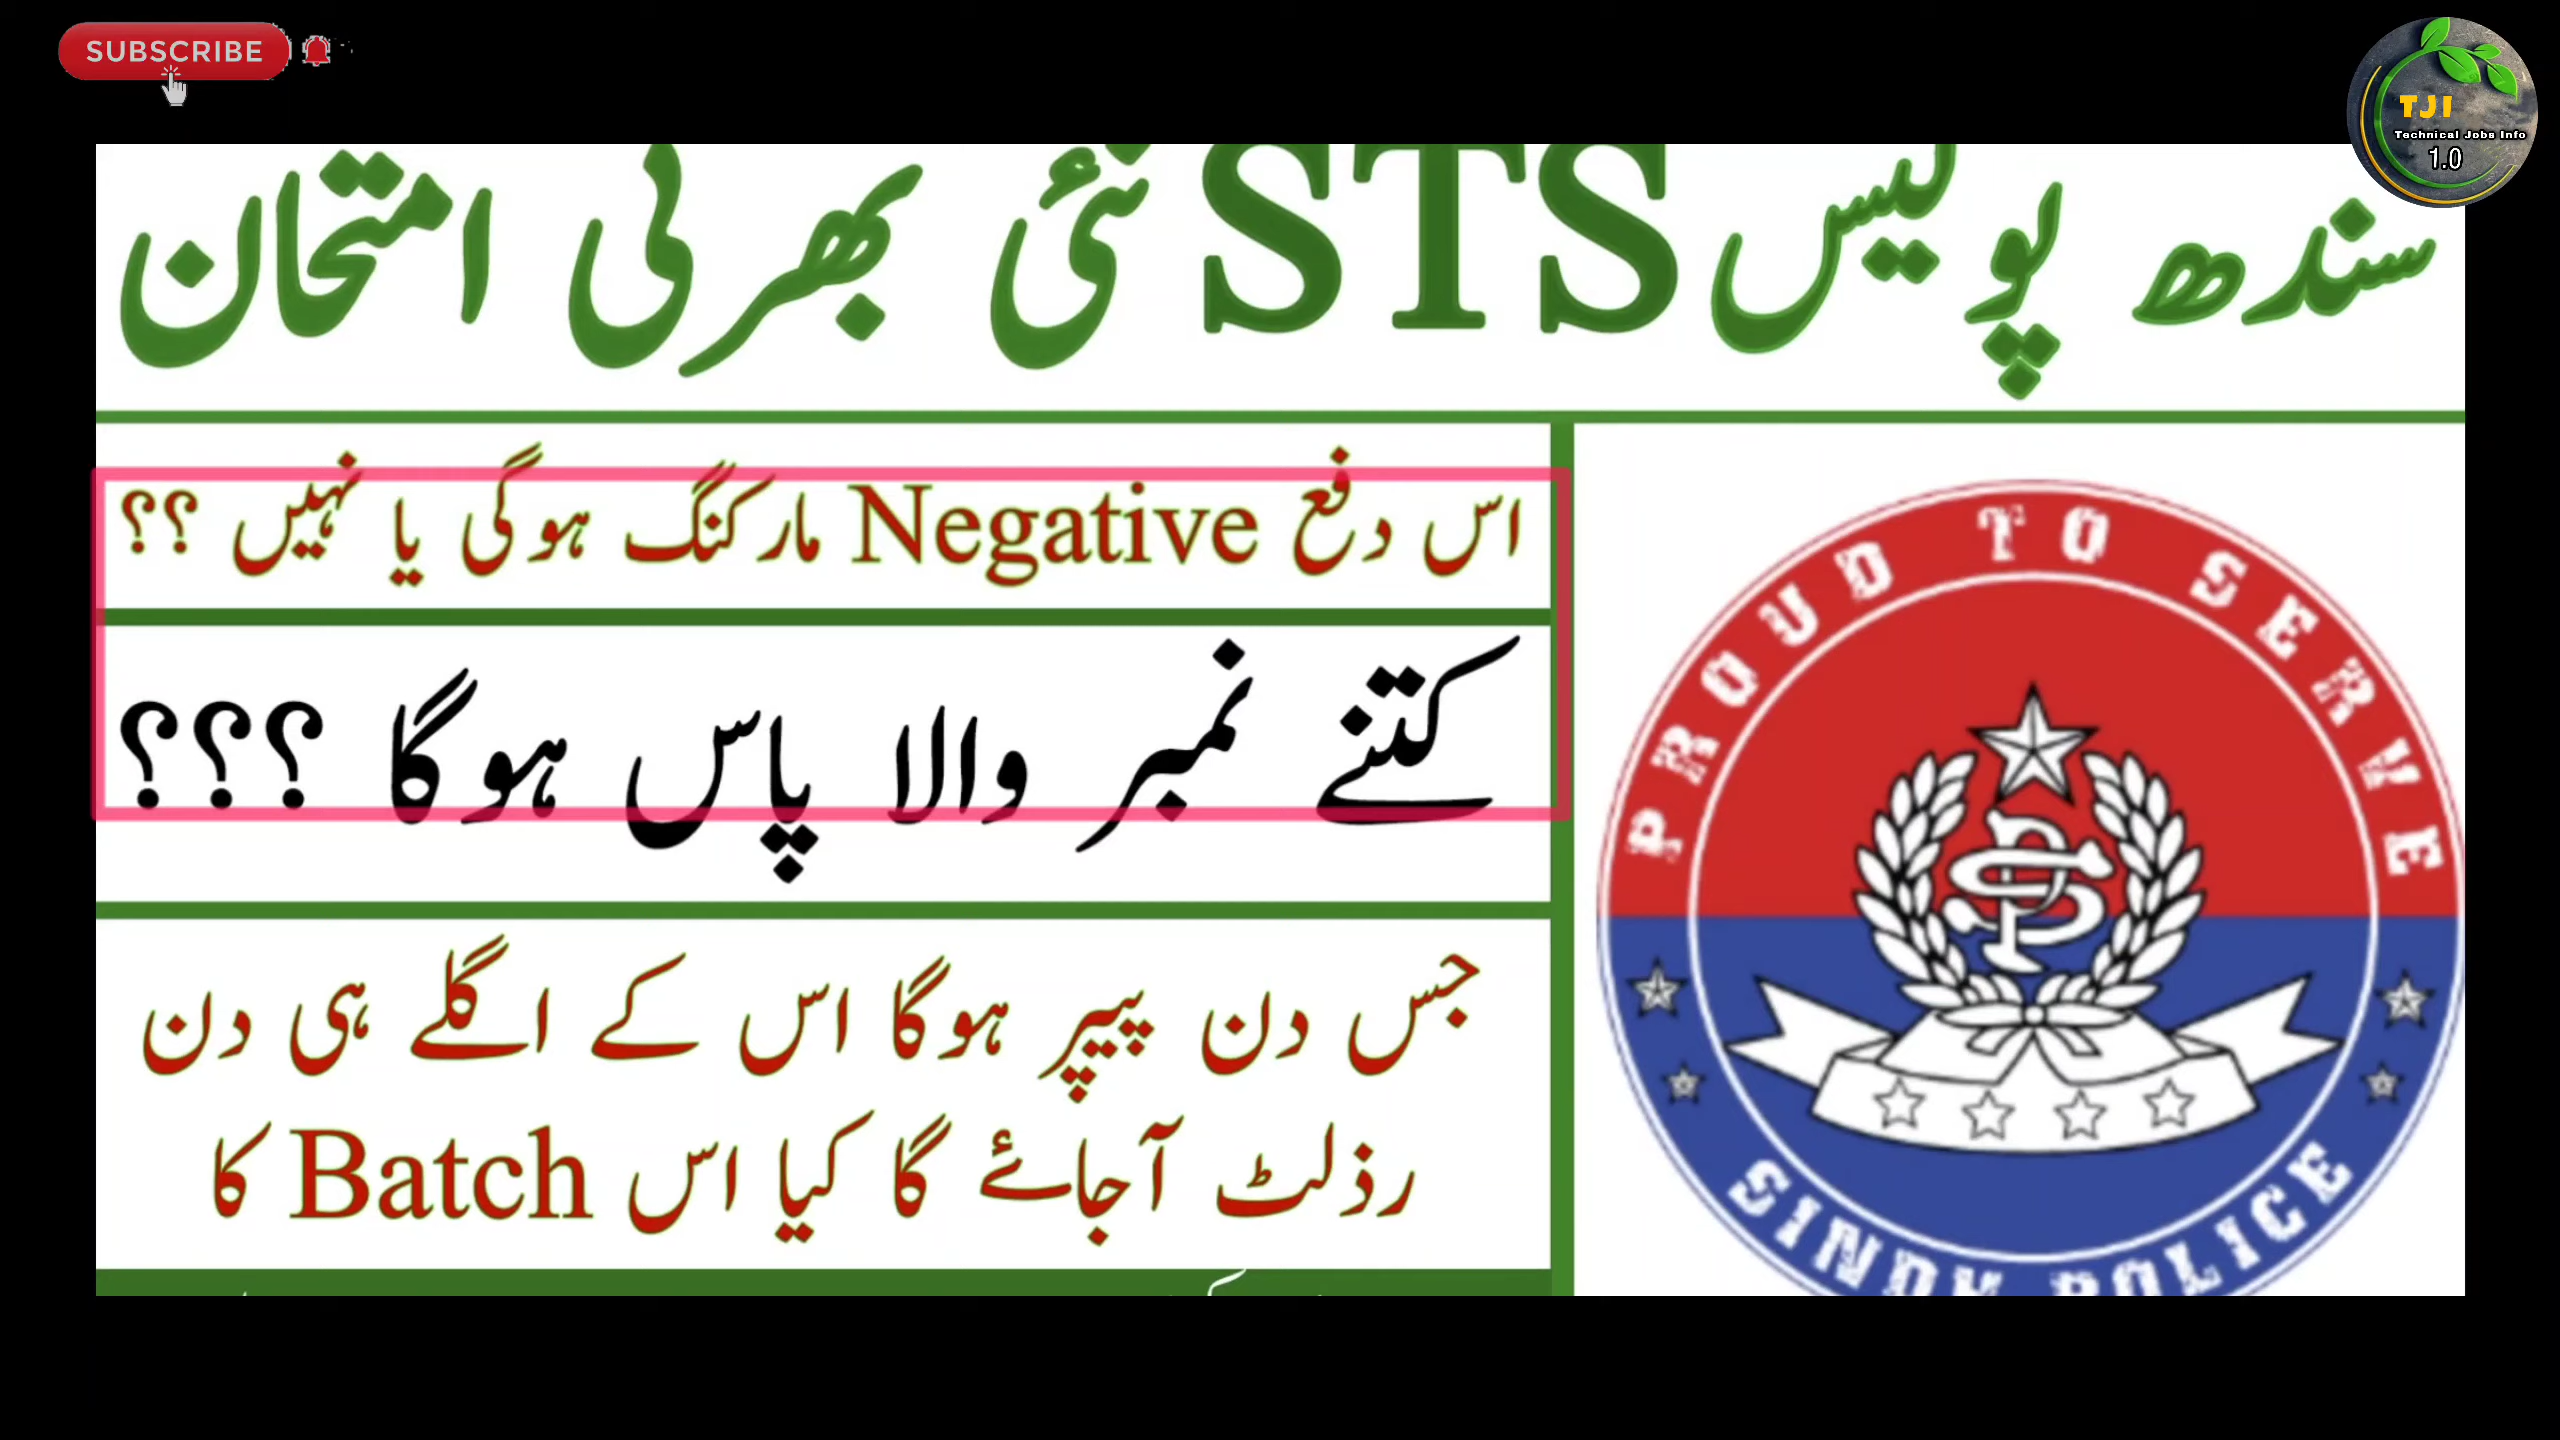 SUBSCRIBE
TJI
Technical Jobs Info
1.0
سندھ پولیس STS نئی بھرتی امتحان
اس دفع Negative مارکنگ ہوگی یا نہیں ؟؟
کتنے نمبر والا پاس ہوگا ؟؟؟
جس دن پیپر ہوگا اس کے اگلے ہی دن
رذلٹ آجائے گا کیا اس Batch کا
PROUD TO SERVE
SP
SINDH POLICE